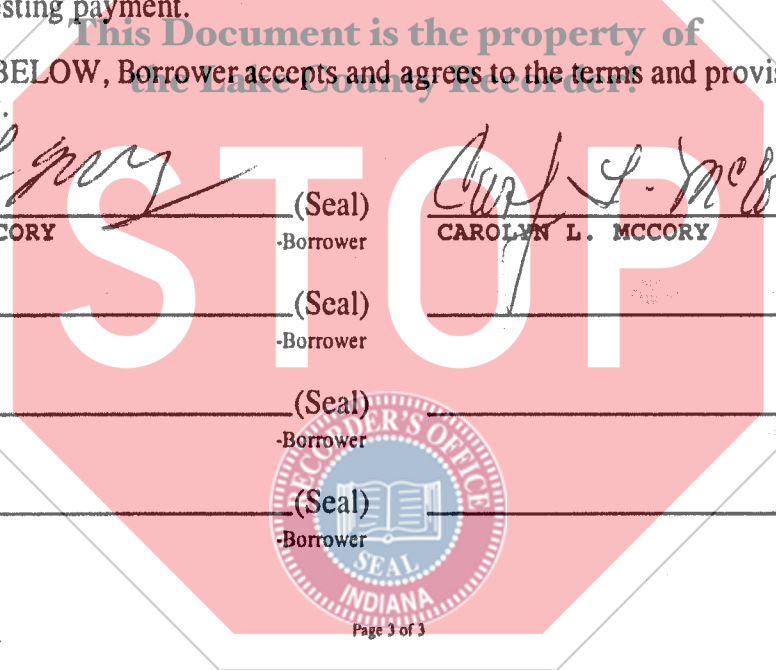 esting payment.
This Document is the property of
the Lake County Recorder!
BELOW, Borrower accepts and agrees to the terms and provis
STOP
(Seal)
CORY
-Borrower
Carolyn L. McCo
CAROLYN L. MCCORY
(Seal)
-Borrower
(Seal)
-Borrower
(Seal)
-Borrower
RECORDER'S OFFICE
SEAL
INDIANA
Page 3 of 3